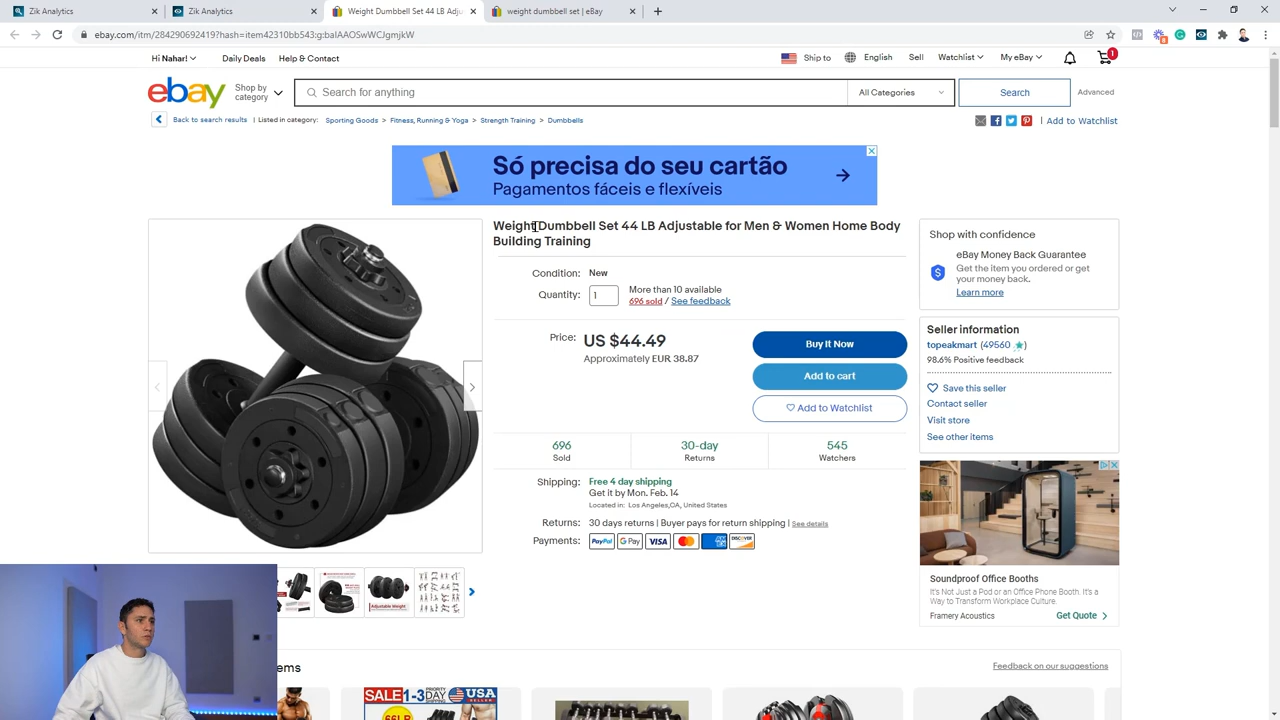 Zik Analytics
Zik Analytics
Weight Dumbbell Set 44 LB Adju
weight dumbbell set | eBay
ebay.com/itm/284290692419?hash=item42310bb543:g:baIAAOSwWCJgmjkW
Hi Nahar!
Daily Deals
Help & Contact
Ship to
English
Sell
Watchlist
My eBay
1
ebay
Shop by
category
Search for anything
All Categories
Search
Advanced
Back to search results
Listed in category:
Sporting Goods > Fitness, Running & Yoga > Strength Training > Dumbbells
Add to Watchlist
Só precisa do seu cartão
Pagamentos fáceis e flexíveis
Weight Dumbbell Set 44 LB Adjustable for Men & Women Home Body
Building Training
Condition: New
Quantity: 1
More than 10 available
696 sold / See feedback
Price: US $44.49
Approximately EUR 38.87
Buy It Now
Add to cart
Add to Watchlist
696
Sold
30-day
Returns
545
Watchers
Shipping: Free 4 day shipping
Get it by Mon. Feb. 14
Located in: Los Angeles,CA, United States
Returns: 30 days returns | Buyer pays for return shipping | See details
Payments: PayPal G Pay VISA DISCOVER
Shop with confidence
eBay Money Back Guarantee
Get the item you ordered or get
your money back.
Learn more
Seller information
topeakmart (49560)
98.6% Positive feedback
Save this seller
Contact seller
Visit store
See other items
Soundproof Office Booths
It's Not Just a Pod or an Office Phone Booth. It's a
Way to Transform Workplace Culture.
Framery Acoustics
Get Quote
Adjustable Weight
ems
Feedback on our suggestions
SALE 1-3 PRIORITY DAY SHIPPING USA
66LB